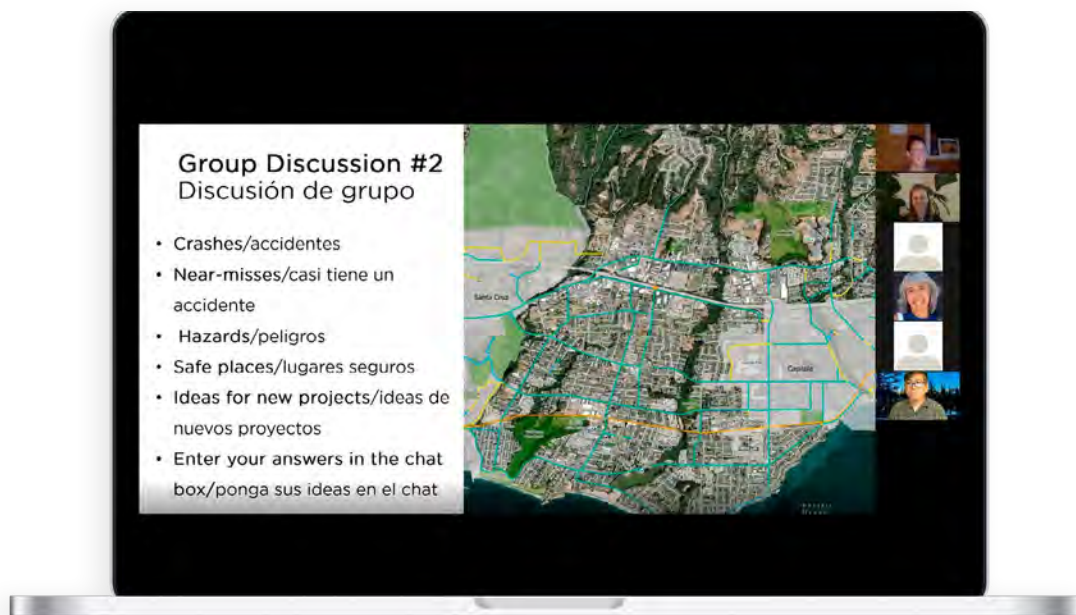 Group Discussion #2
Discusión de grupo
• Crashes/accidentes
• Near-misses/casi tiene un
accidente
• Hazards/peligros
• Safe places/lugares seguros
• Ideas for new projects/ideas de
nuevos proyectos
• Enter your answers in the chat
box/ponga sus ideas en el chat
Santa Cruz
Capitola